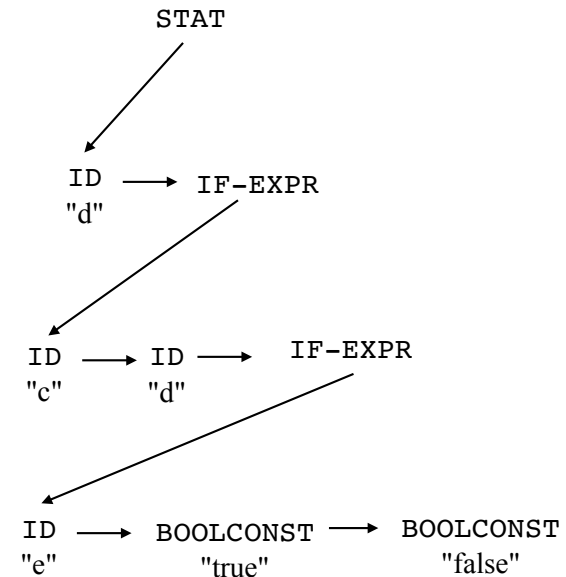 STAT
ID IF-EXPR
"d"
ID ID IF-EXPR
"c" "d"
ID BOOLCONST BOOLCONST
"e" "true" "false"